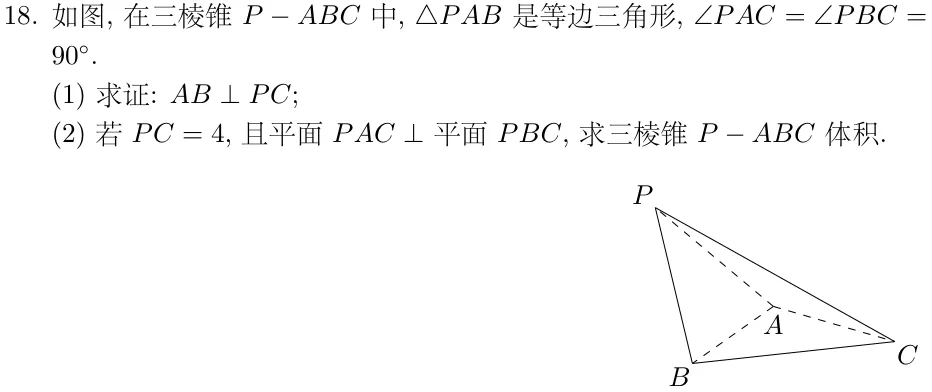 18. 如图, 在三棱锥 P − ABC 中, △PAB 是等边三角形, ∠PAC = ∠PBC =
90°.
(1) 求证: AB ⊥ PC;
(2) 若 PC = 4, 且平面 PAC ⊥ 平面 PBC, 求三棱锥 P − ABC 体积.
P
A
C
B